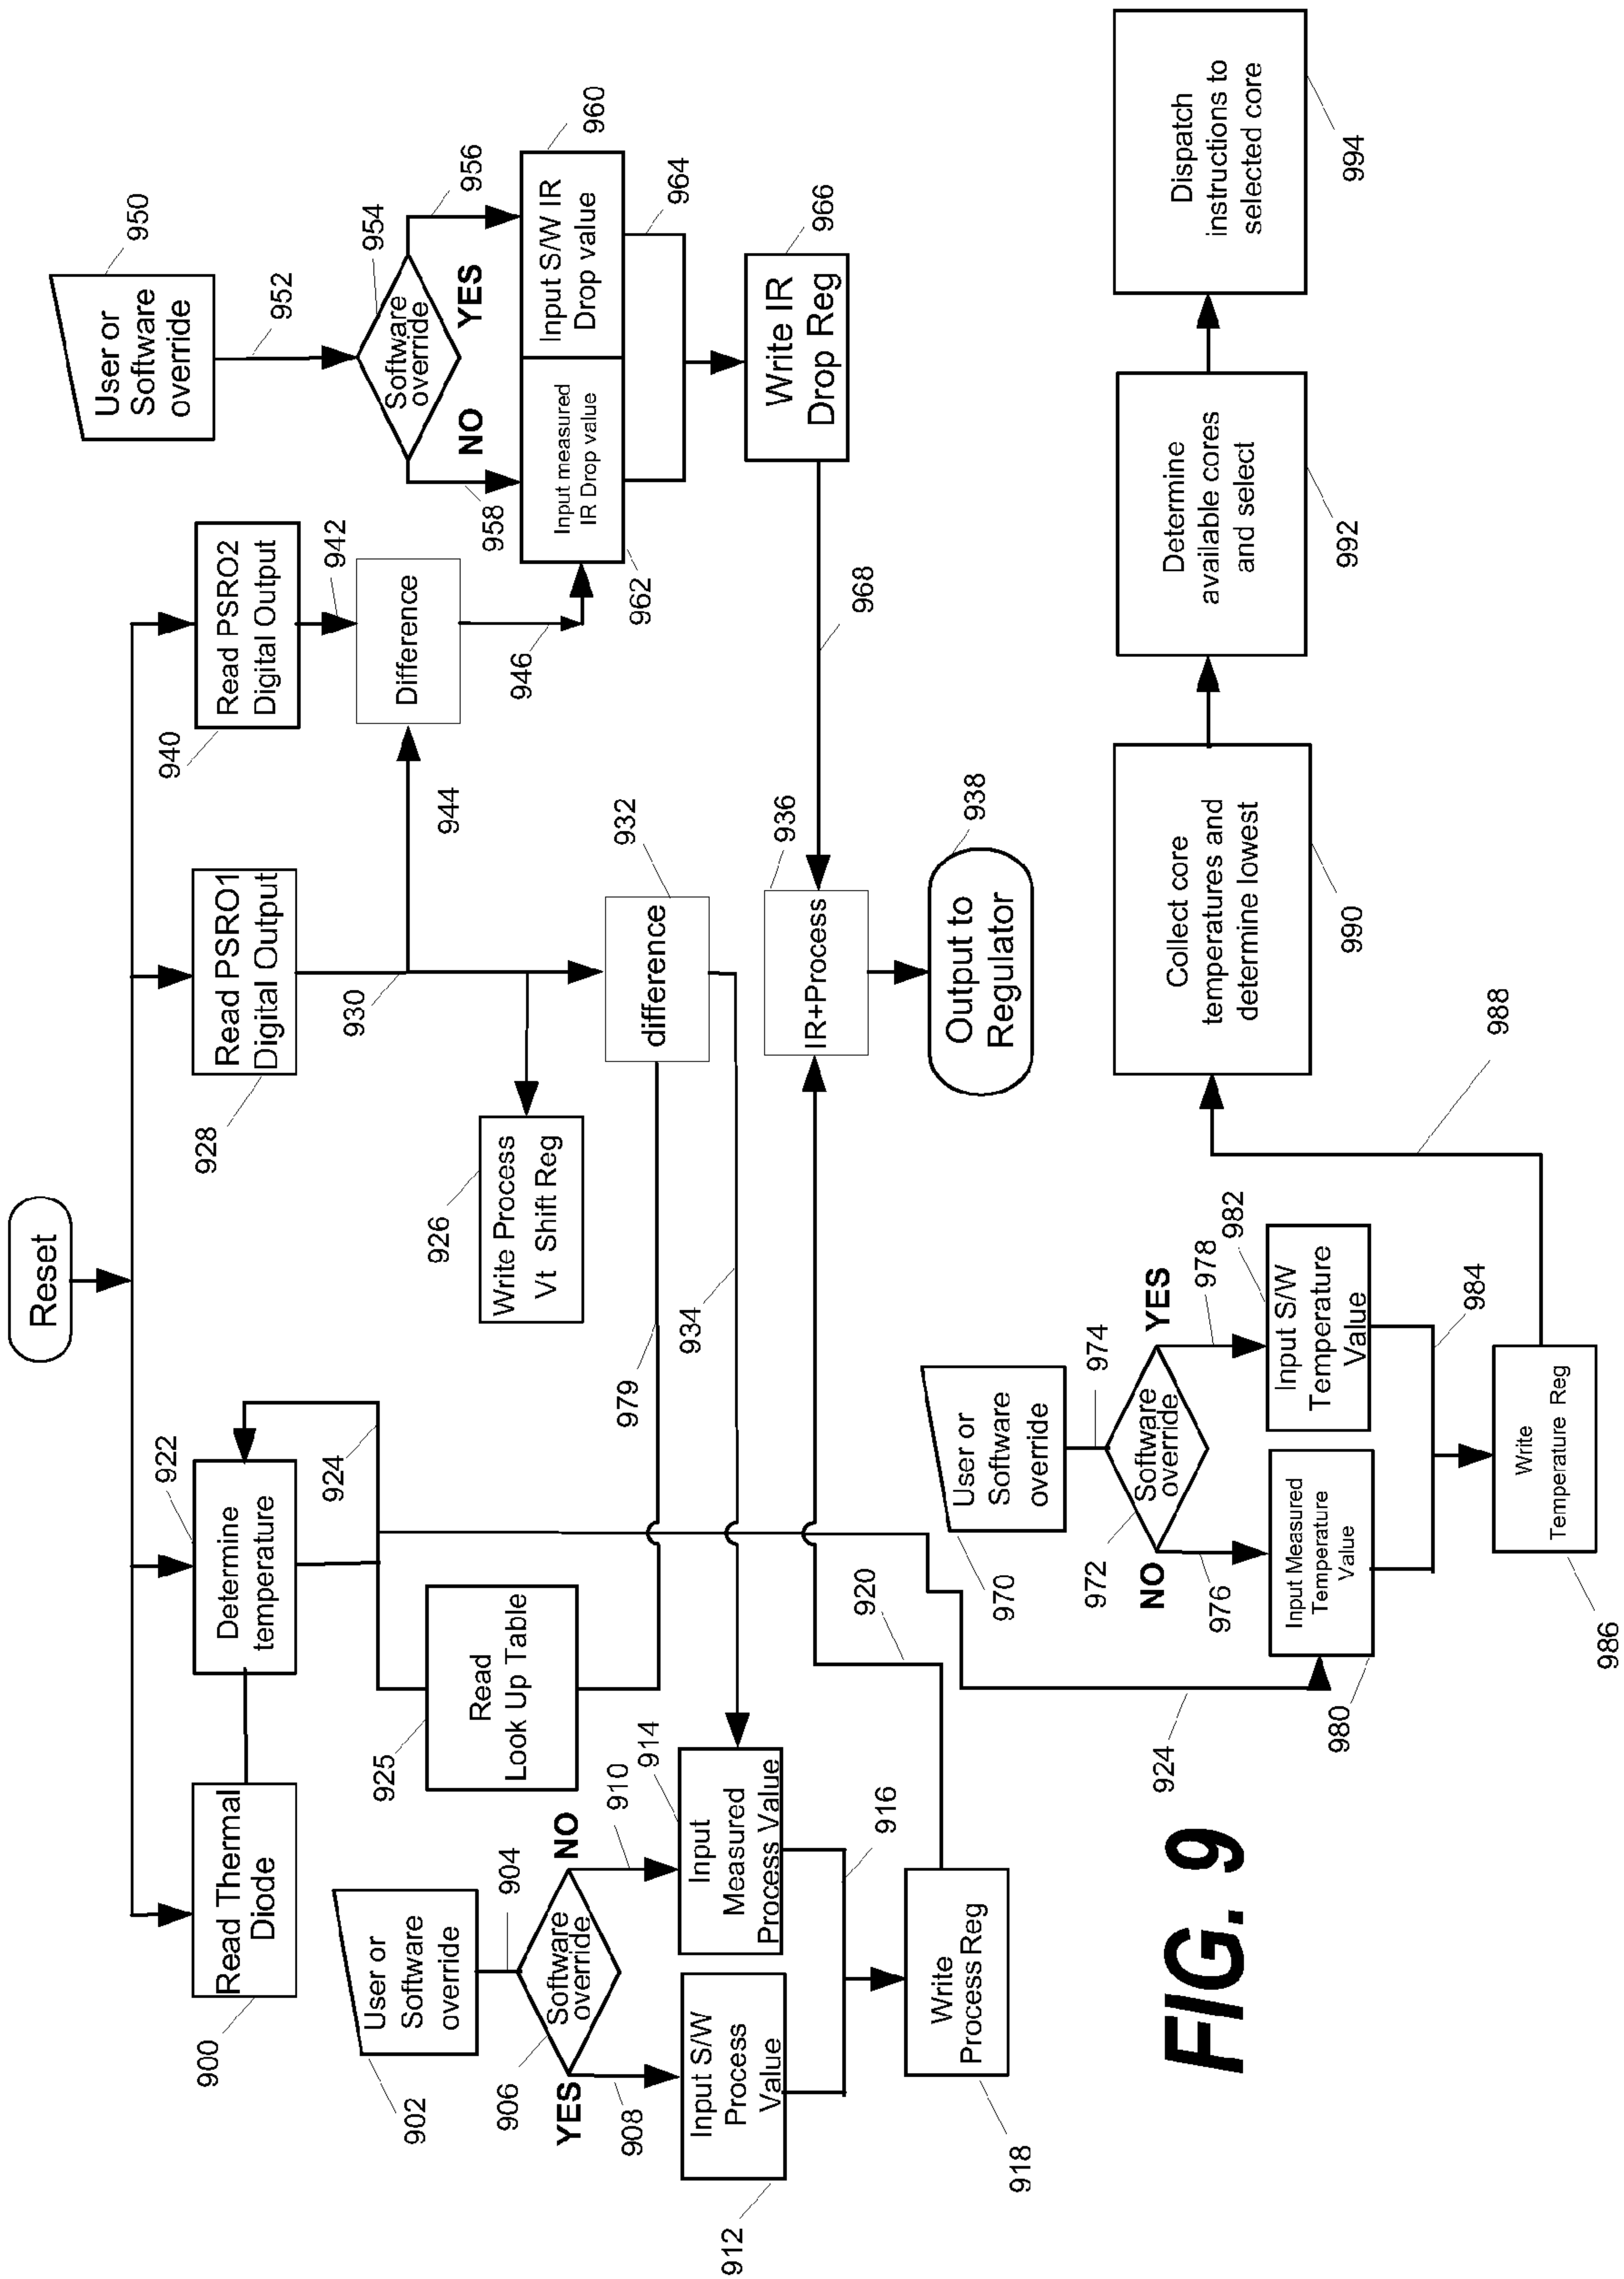 Reset
900
Read Thermal
Diode
922
Determine
temperature
924
928
Read PSRO1
Digital Output
930
940
Read PSRO2
Digital Output
942
944
Difference
946
950
User or
Software
override
952
954
Software
override
YES
956
NO
958
960
Input S/W IR
Drop value
Input measured
IR Drop value
962
964
966
Write IR
Drop Reg
968
925
Read
Look Up Table
926
Write Process
Vt Shift Reg
979
932
difference
934
936
IR+Process
938
Output to
Regulator
902
User or
Software
override
904
906
Software
override
YES
908
NO
910
912
Input S/W
Process
Value
914
Input
Measured
Process Value
916
918
Write
Process Reg
920
924
970
User or
Software
override
974
972
Software
override
NO
976
YES
978
980
Input Measured
Temperature
Value
982
Input S/W
Temperature
Value
984
986
Write
Temperature Reg
988
Collect core
temperatures and
determine lowest
990
Determine
available cores
and select
992
Dispatch
instructions to
selected core
994
FIG. 9